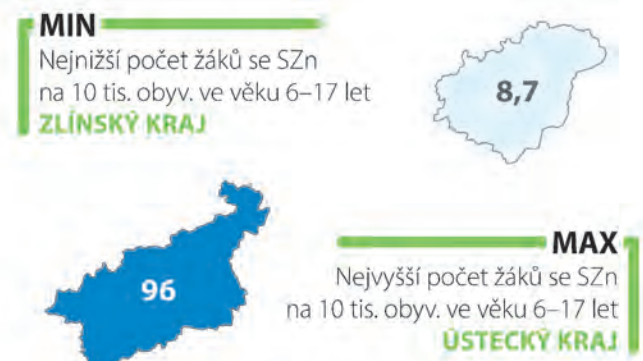 MIN
Nejnižší počet žáků se SZn
na 10 tis. obyv. ve věku 6–17 let
ZLÍNSKÝ KRAJ
8,7
96
MAX
Nejvyšší počet žáků se SZn
na 10 tis. obyv. ve věku 6–17 let
ÚSTECKÝ KRAJ